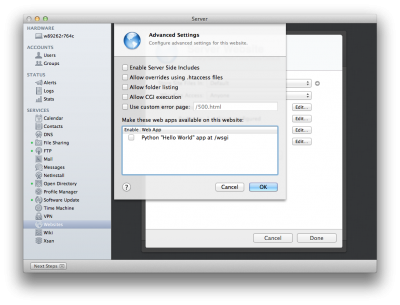 Server
HARDWARE
w89262-764c
ACCOUNTS
Users
Groups
STATUS
Alerts
Logs
Stats
SERVICES
Calendar
Contacts
DNS
File Sharing
FTP
Mail
Messages
NetInstall
Open Directory
Profile Manager
Software Update
Time Machine
VPN
Websites
Wiki
Xsan
Next Steps
Advanced Settings
Configure advanced settings for this website.
Enable Server Side Includes
Allow overrides using .htaccess files
Allow folder listing
Allow CGI execution
Use custom error page: /500.html
Make these web apps available on this website:
Enable Web App
Python "Hello World" app at /wsgi
? Cancel OK
Edit...
Edit...
Edit...
Edit...
Cancel Done